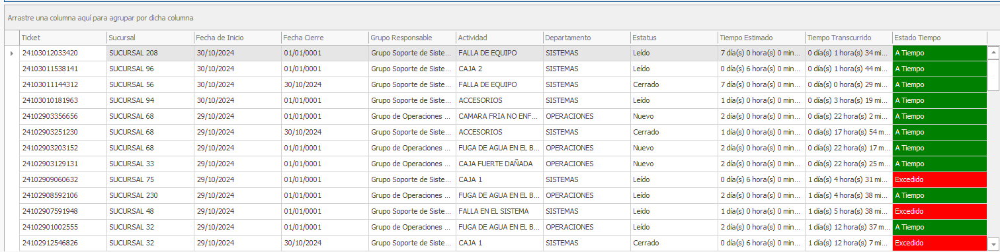 Arrastre una columna aquí para agrupar por dicha columna
Ticket Sucursal Fecha de Inicio Fecha Cierre Grupo Responsable Actividad Departamento Estatus Tiempo Estimado Tiempo Transcurrido Estado Tiempo
24103012033420 SUCURSAL 208 30/10/2024 01/01/0001 Grupo Soporte de Siste... FALLA DE EQUIPO SISTEMAS Leído 7 día(s) 0 hora(s) 0 min... 0 día(s) 1 hora(s) 34 mi... A Tiempo
24103011538141 SUCURSAL 96 30/10/2024 01/01/0001 Grupo Soporte de Siste... CAJA 2 SISTEMAS Leído 0 día(s) 6 hora(s) 0 min... 0 día(s) 1 hora(s) 44 mi... A Tiempo
24103011144312 SUCURSAL 56 30/10/2024 30/10/2024 Grupo Soporte de Siste... FALLA DE EQUIPO SISTEMAS Cerrado 7 día(s) 0 hora(s) 0 min... 0 día(s) 0 hora(s) 29 mi... A Tiempo
24103010181963 SUCURSAL 94 30/10/2024 01/01/0001 Grupo Soporte de Siste... ACCESORIOS SISTEMAS Leído 1 día(s) 0 hora(s) 0 min... 0 día(s) 3 hora(s) 19 mi... A Tiempo
24102903356656 SUCURSAL 68 29/10/2024 01/01/0001 Grupo de Operaciones ... CAMARA FRIA NO ENF... OPERACIONES Nuevo 2 día(s) 0 hora(s) 0 min... 0 día(s) 22 hora(s) 2 mi... A Tiempo
24102903251230 SUCURSAL 68 29/10/2024 30/10/2024 Grupo Soporte de Siste... ACCESORIOS SISTEMAS Cerrado 1 día(s) 0 hora(s) 0 min... 0 día(s) 17 hora(s) 54 m... A Tiempo
24102903203152 SUCURSAL 68 29/10/2024 01/01/0001 Grupo de Operaciones ... FUGA DE AGUA EN EL B... OPERACIONES Nuevo 2 día(s) 0 hora(s) 0 min... 0 día(s) 22 hora(s) 17 m... A Tiempo
24102903129131 SUCURSAL 33 29/10/2024 01/01/0001 Grupo de Operaciones ... CAJA FUERTE DAÑADA OPERACIONES Nuevo 2 día(s) 0 hora(s) 0 min... 0 día(s) 22 hora(s) 25 m... A Tiempo
24102909060632 SUCURSAL 75 29/10/2024 01/01/0001 Grupo Soporte de Siste... CAJA 1 SISTEMAS Leído 0 día(s) 6 hora(s) 0 min... 1 día(s) 4 hora(s) 31 mi... Excedido
24102908592106 SUCURSAL 230 29/10/2024 01/01/0001 Grupo de Operaciones ... FUGA DE AGUA EN EL B... OPERACIONES Leído 2 día(s) 0 hora(s) 0 min... 1 día(s) 4 hora(s) 38 mi... A Tiempo
24102907591948 SUCURSAL 48 29/10/2024 01/01/0001 Grupo Soporte de Siste... FALLA EN EL SISTEMA SISTEMAS Leído 1 día(s) 0 hora(s) 0 min... 1 día(s) 5 hora(s) 38 mi... Excedido
24102901002555 SUCURSAL 32 29/10/2024 01/01/0001 Grupo de Operaciones ... FUGA DE AGUA EN EL B... OPERACIONES Leído 2 día(s) 0 hora(s) 0 min... 1 día(s) 12 hora(s) 37 m... A Tiempo
24102912546826 SUCURSAL 32 29/10/2024 30/10/2024 Grupo Soporte de Siste... CAJA 1 SISTEMAS Cerrado 0 día(s) 6 hora(s) 0 min... 1 día(s) 12 hora(s) 7 mi... Excedido